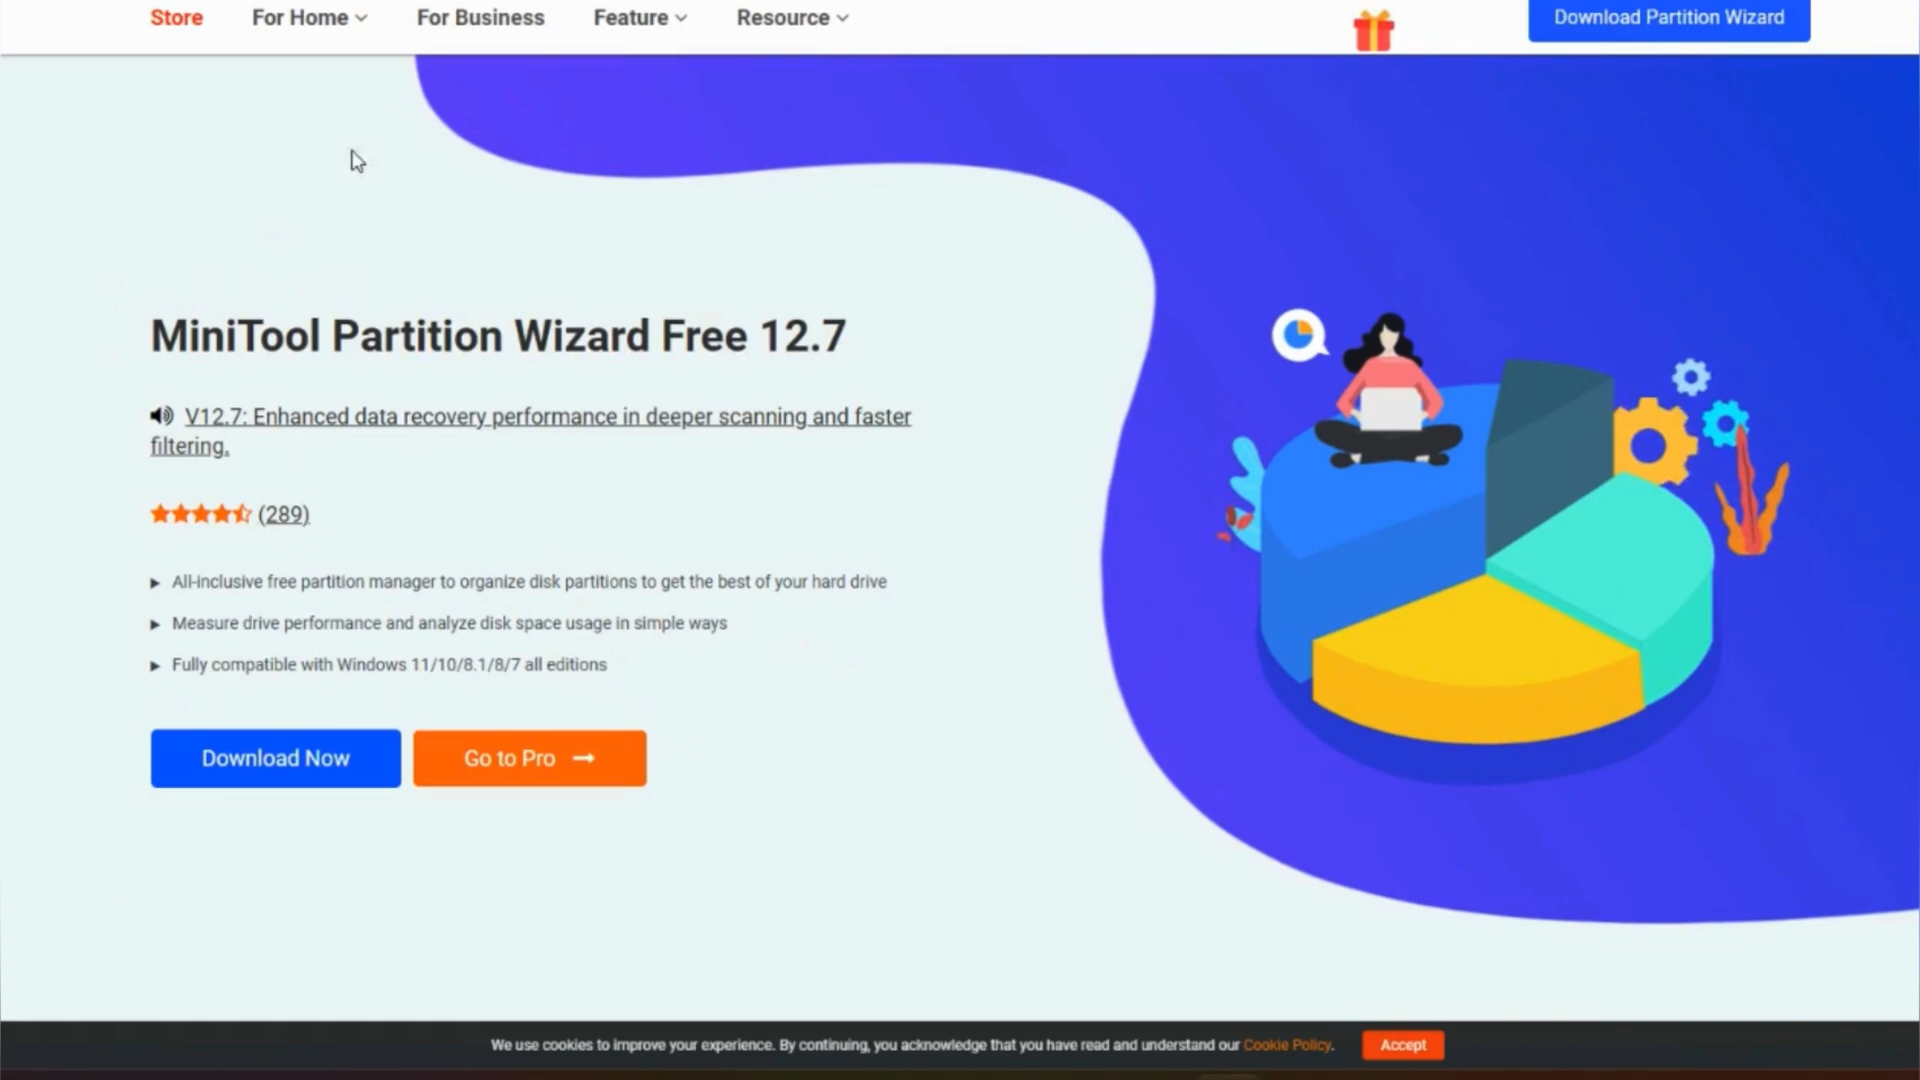 Store For Home For Business Feature Resource Download Partition Wizard
MiniTool Partition Wizard Free 12.7
V12.7: Enhanced data recovery performance in deeper scanning and faster
filtering.
(289)
All-inclusive free partition manager to organize disk partitions to get the best of your hard drive
Measure drive performance and analyze disk space usage in simple ways
Fully compatible with Windows 11/10/8.1/8/7 all editions
Download Now Go to Pro
We use cookies to improve your experience. By continuing, you acknowledge that you have read and understand our Cookie Policy. Accept